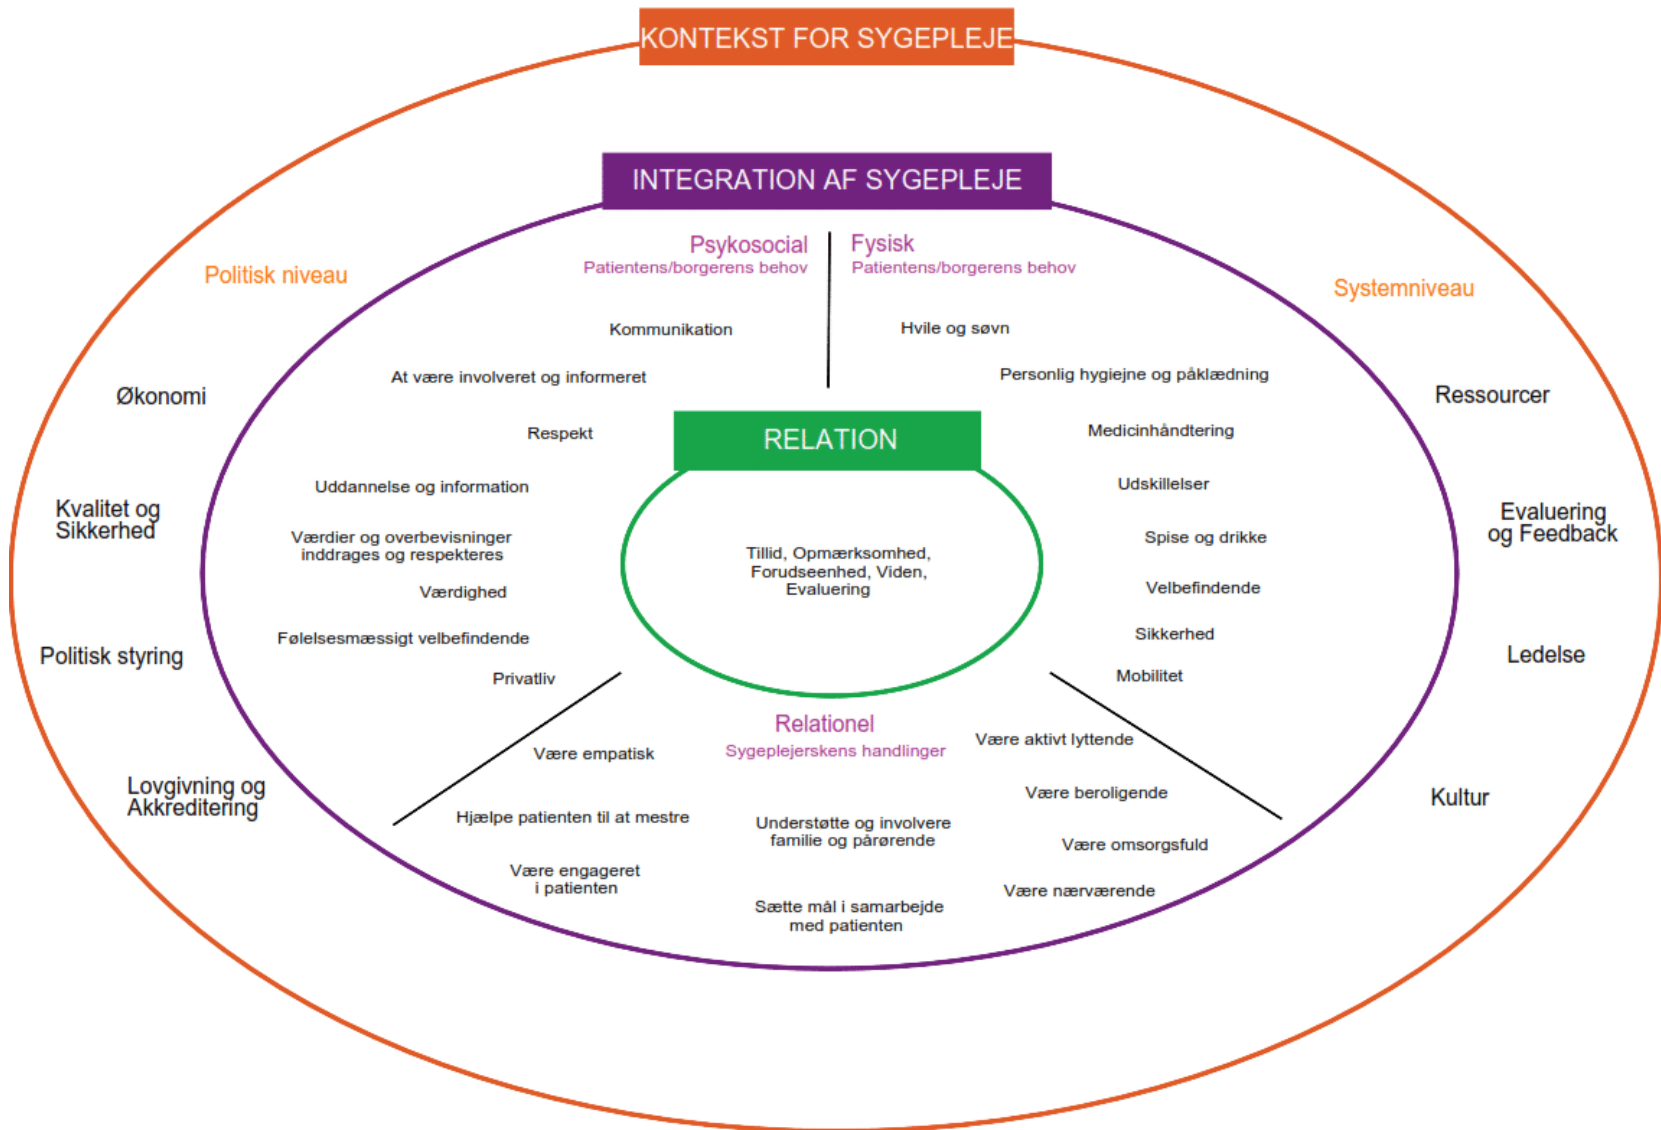 KONTEKST FOR SYGEPLEJE
INTEGRATION AF SYGEPLEJE
Psykosocial
Patientens/borgerens behov
Fysisk
Patientens/borgerens behov
Politisk niveau
Systemniveau
Kommunikation
At være involveret og informeret
Respekt
Uddannelse og information
Værdier og overbevisninger
inddrages og respekteres
Værdighed
Følelsesmæssigt velbefindende
Privatliv
Hvile og søvn
Personlig hygiejne og påklædning
Medicinhåndtering
Udskillelser
Spise og drikke
Velbefindende
Sikkerhed
Mobilitet
RELATION
Tillid, Opmærksomhed,
Forudseenhed, Viden,
Evaluering
Relationel
Sygeplejerskens handlinger
Være empatisk
Hjælpe patienten til at mestre
Være engageret
i patienten
Understøtte og involvere
familie og pårørende
Sætte mål i samarbejde
med patienten
Være aktivt lyttende
Være beroligende
Være omsorgsfuld
Være nærværende
Økonomi
Kvalitet og
Sikkerhed
Politisk styring
Lovgivning og
Akkreditering
Ressourcer
Evaluering
og Feedback
Ledelse
Kultur